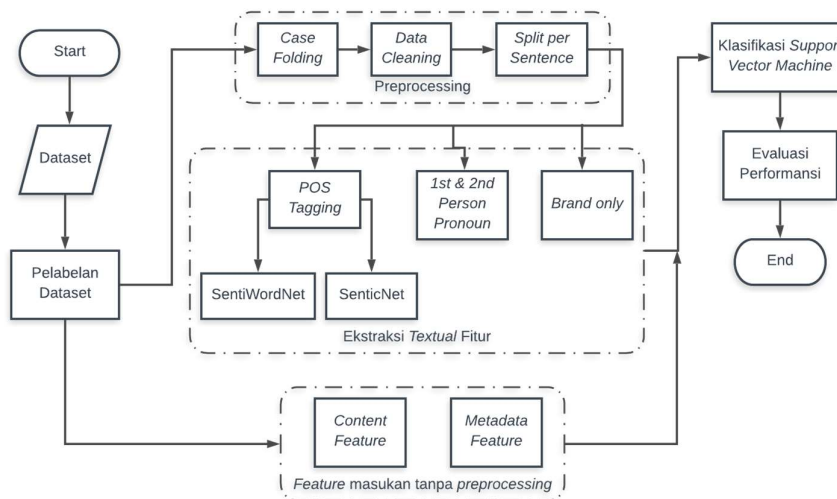 Start
Dataset
Pelabelan
Dataset
Case
Folding
Data
Cleaning
Split per
Sentence
Preprocessing
POS
Tagging
1st & 2nd
Person
Pronoun
Brand only
SentiWordNet
SenticNet
Ekstraksi Textual Fitur
Content
Feature
Metadata
Feature
Feature masukan tanpa preprocessing
Klasifikasi Support
Vector Machine
Evaluasi
Performansi
End